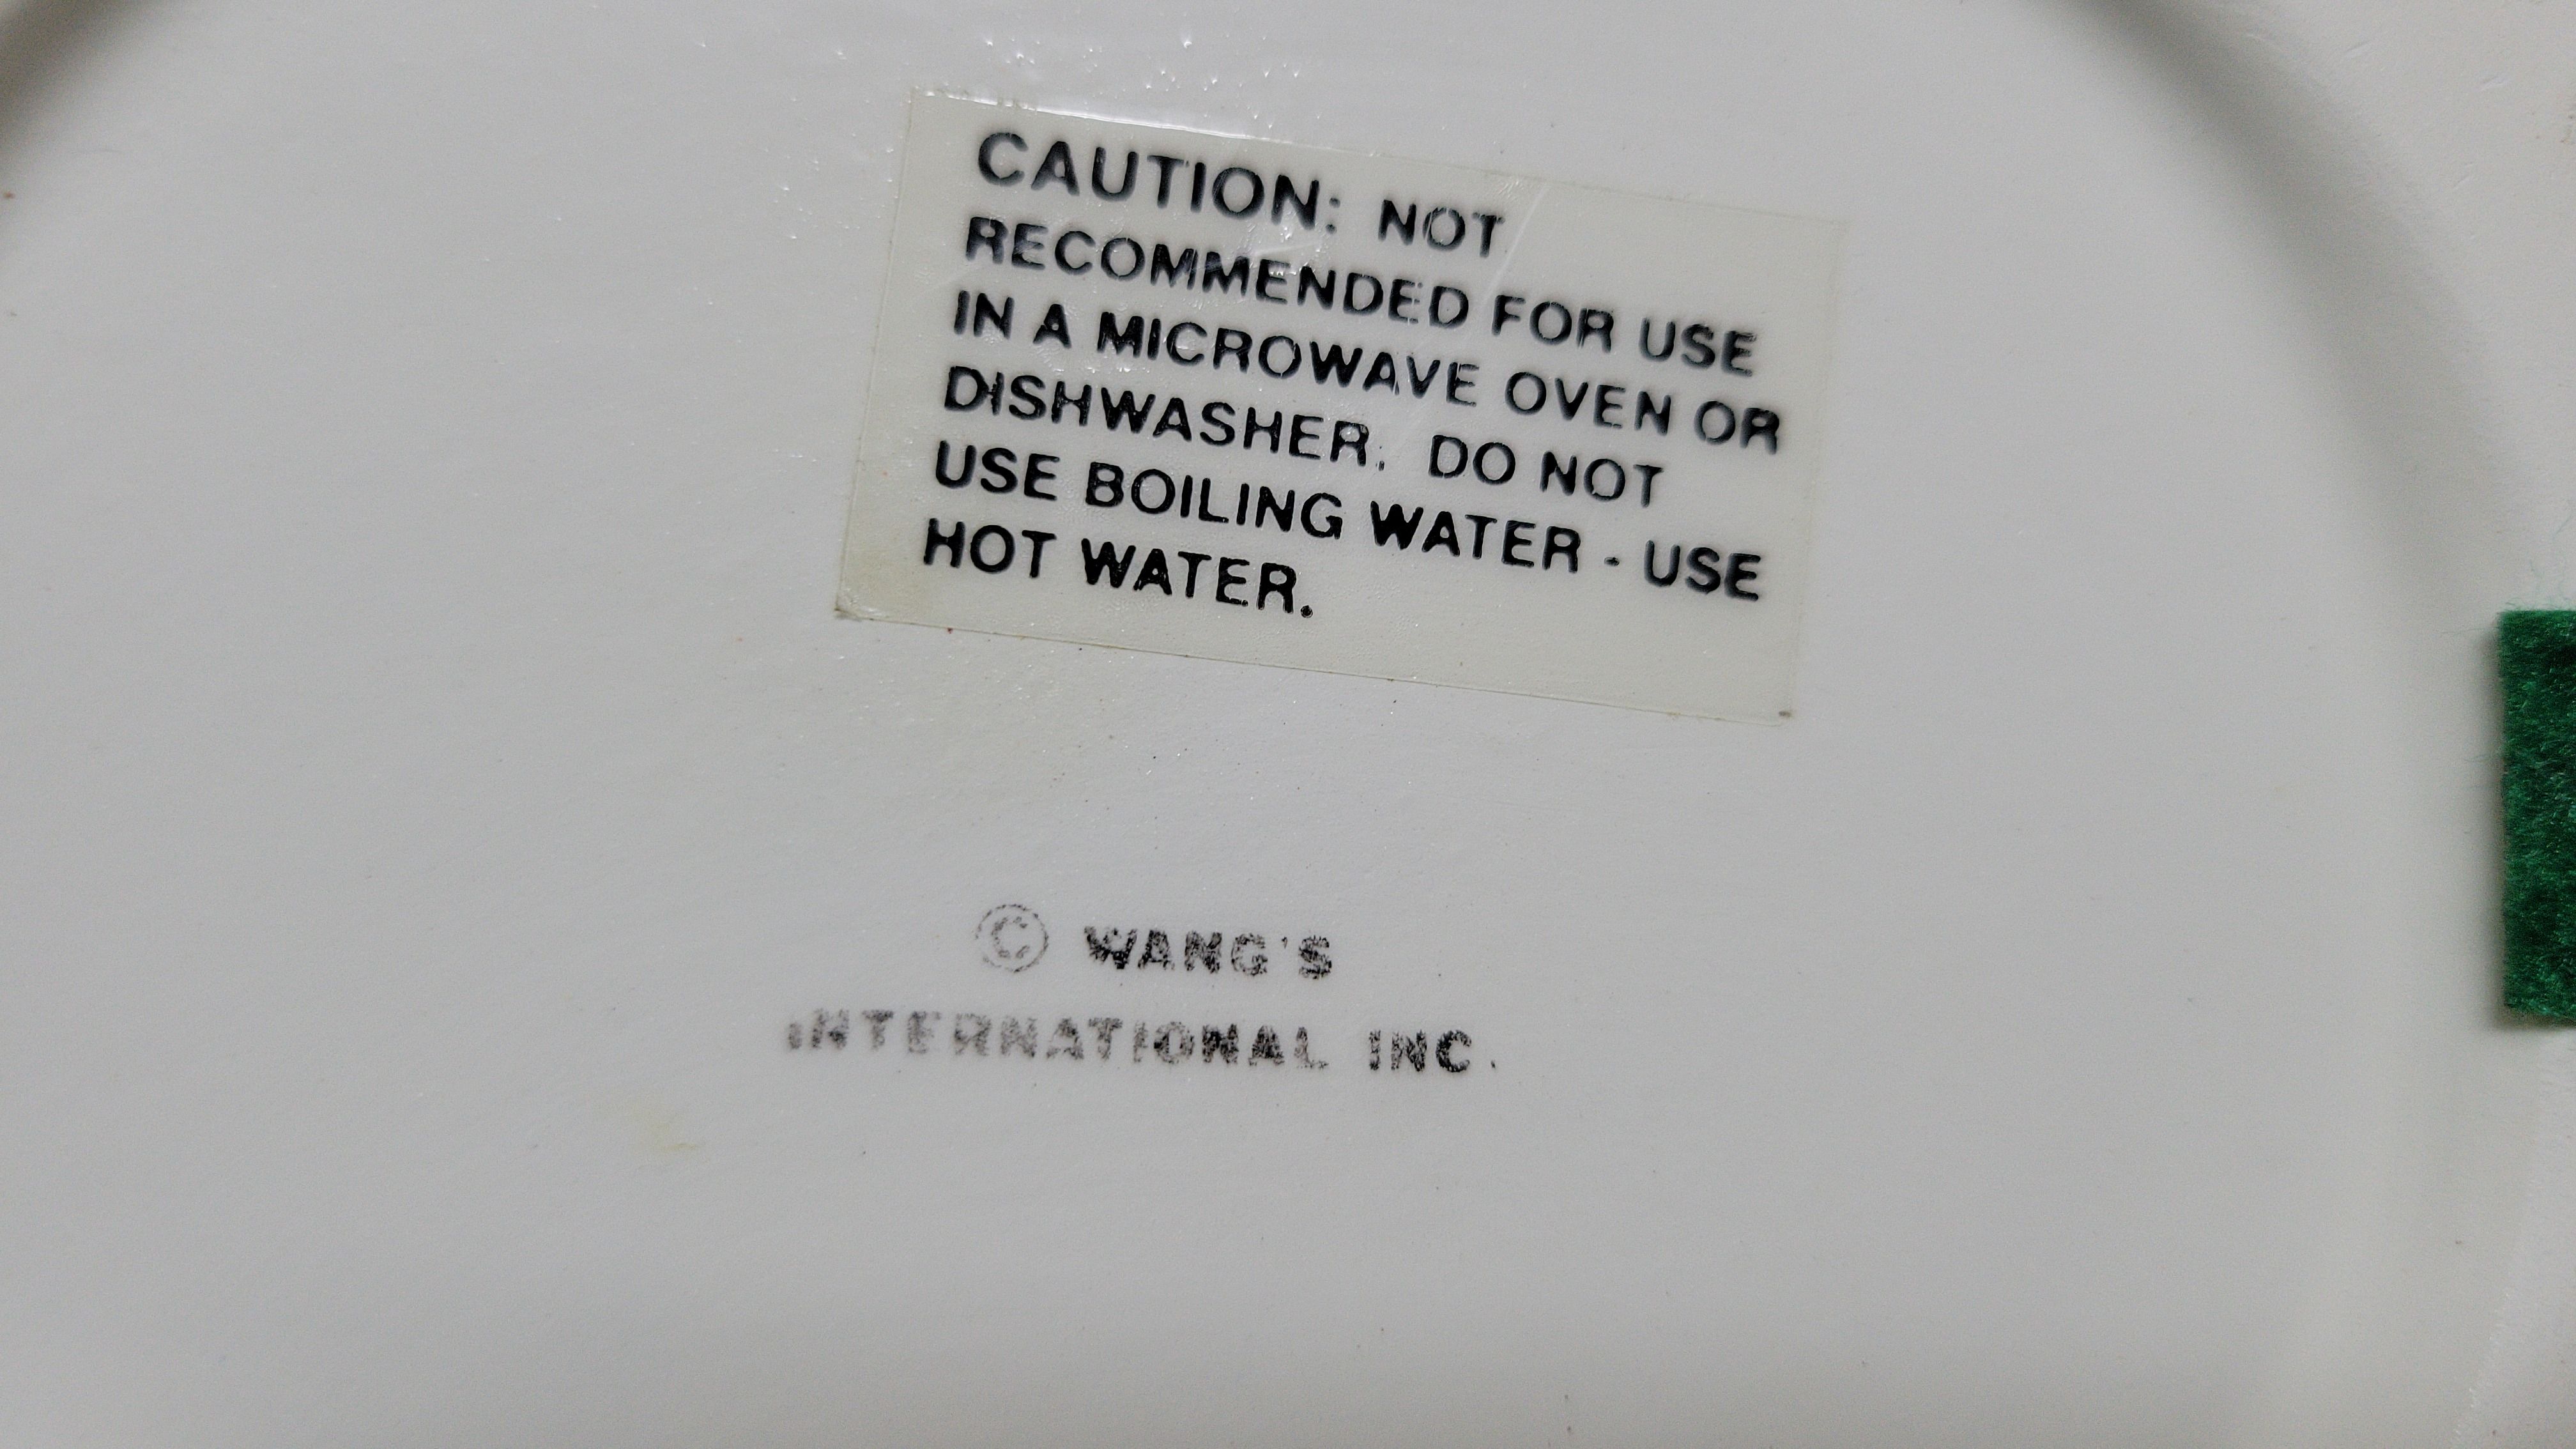 CAUTION: NOT
RECOMMENDED FOR USE
IN A MICROWAVE OVEN OR
DISHWASHER. DO NOT
USE BOILING WATER - USE
HOT WATER.
© WANG'S
INTERNATIONAL INC.